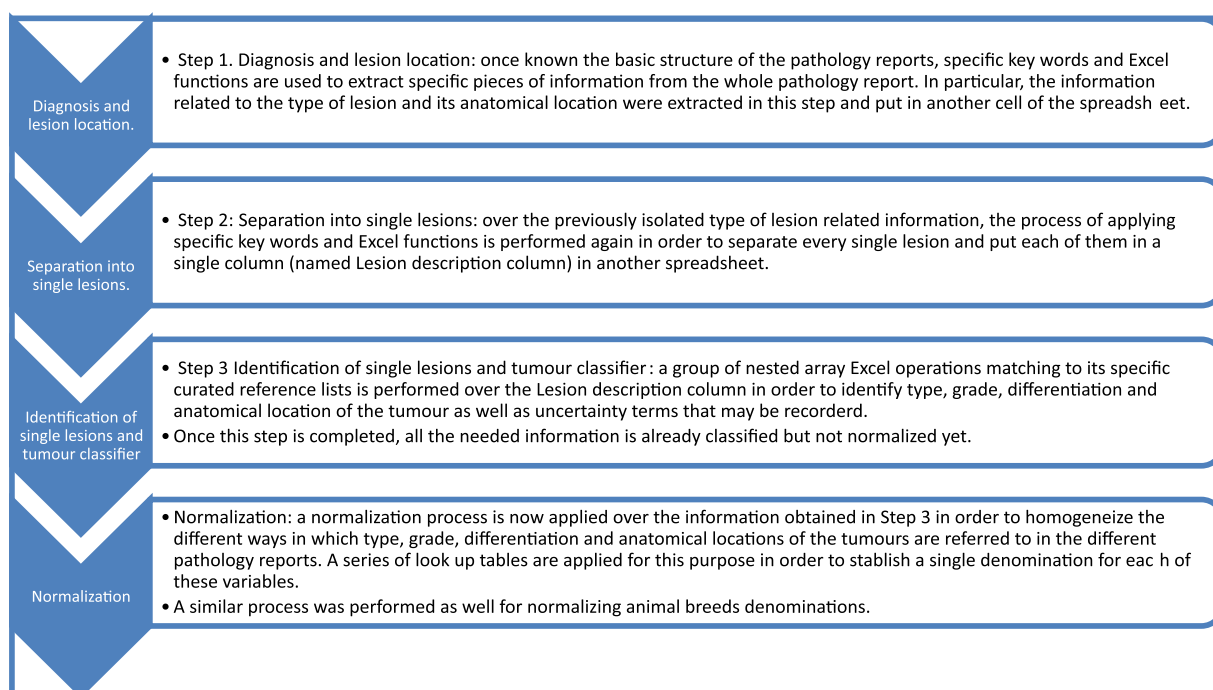 Diagnosis and
lesion location.
• Step 1. Diagnosis and lesion location: once known the basic structure of the pathology reports, specific key words and Excel
functions are used to extract specific pieces of information from the whole pathology report. In particular, the information
related to the type of lesion and its anatomical location were extracted in this step and put in another cell of the spreadsh eet.
Separation into
single lesions.
• Step 2: Separation into single lesions: over the previously isolated type of lesion related information, the process of applying
specific key words and Excel functions is performed again in order to separate every single lesion and put each of them in a
single column (named Lesion description column) in another spreadsheet.
Identification of
single lesions and
tumour classifier
• Step 3 Identification of single lesions and tumour classifier: a group of nested array Excel operations matching to its specific
curated reference lists is performed over the Lesion description column in order to identify type, grade, differentiation and
anatomical location of the tumour as well as uncertainty terms that may be recorderd.
• Once this step is completed, all the needed information is already classified but not normalized yet.
Normalization
• Normalization: a normalization process is now applied over the information obtained in Step 3 in order to homogeneize the
different ways in which type, grade, differentiation and anatomical locations of the tumours are referred to in the different
pathology reports. A series of look up tables are applied for this purpose in order to stablish a single denomination for eac h of
these variables.
• A similar process was performed as well for normalizing animal breeds denominations.